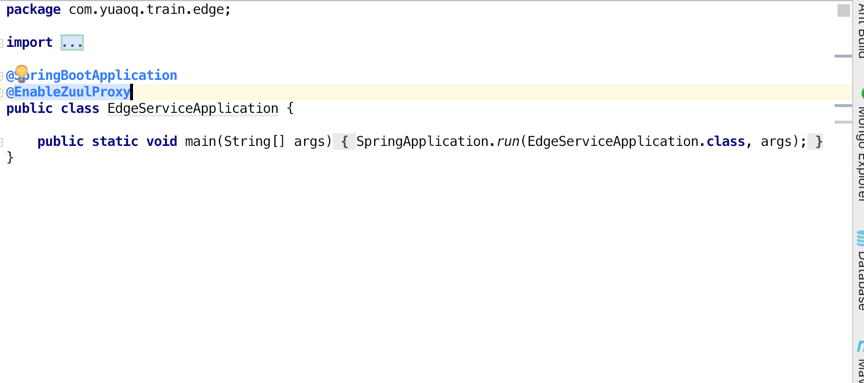 package com.yuaoq.train.edge;
import ...
@SpringBootApplication
@EnableZuulProxy
public class EdgeServiceApplication {
public static void main(String[] args) { SpringApplication.run(EdgeServiceApplication.class, args); }
}
Ant Build
Mongo Explorer
Database